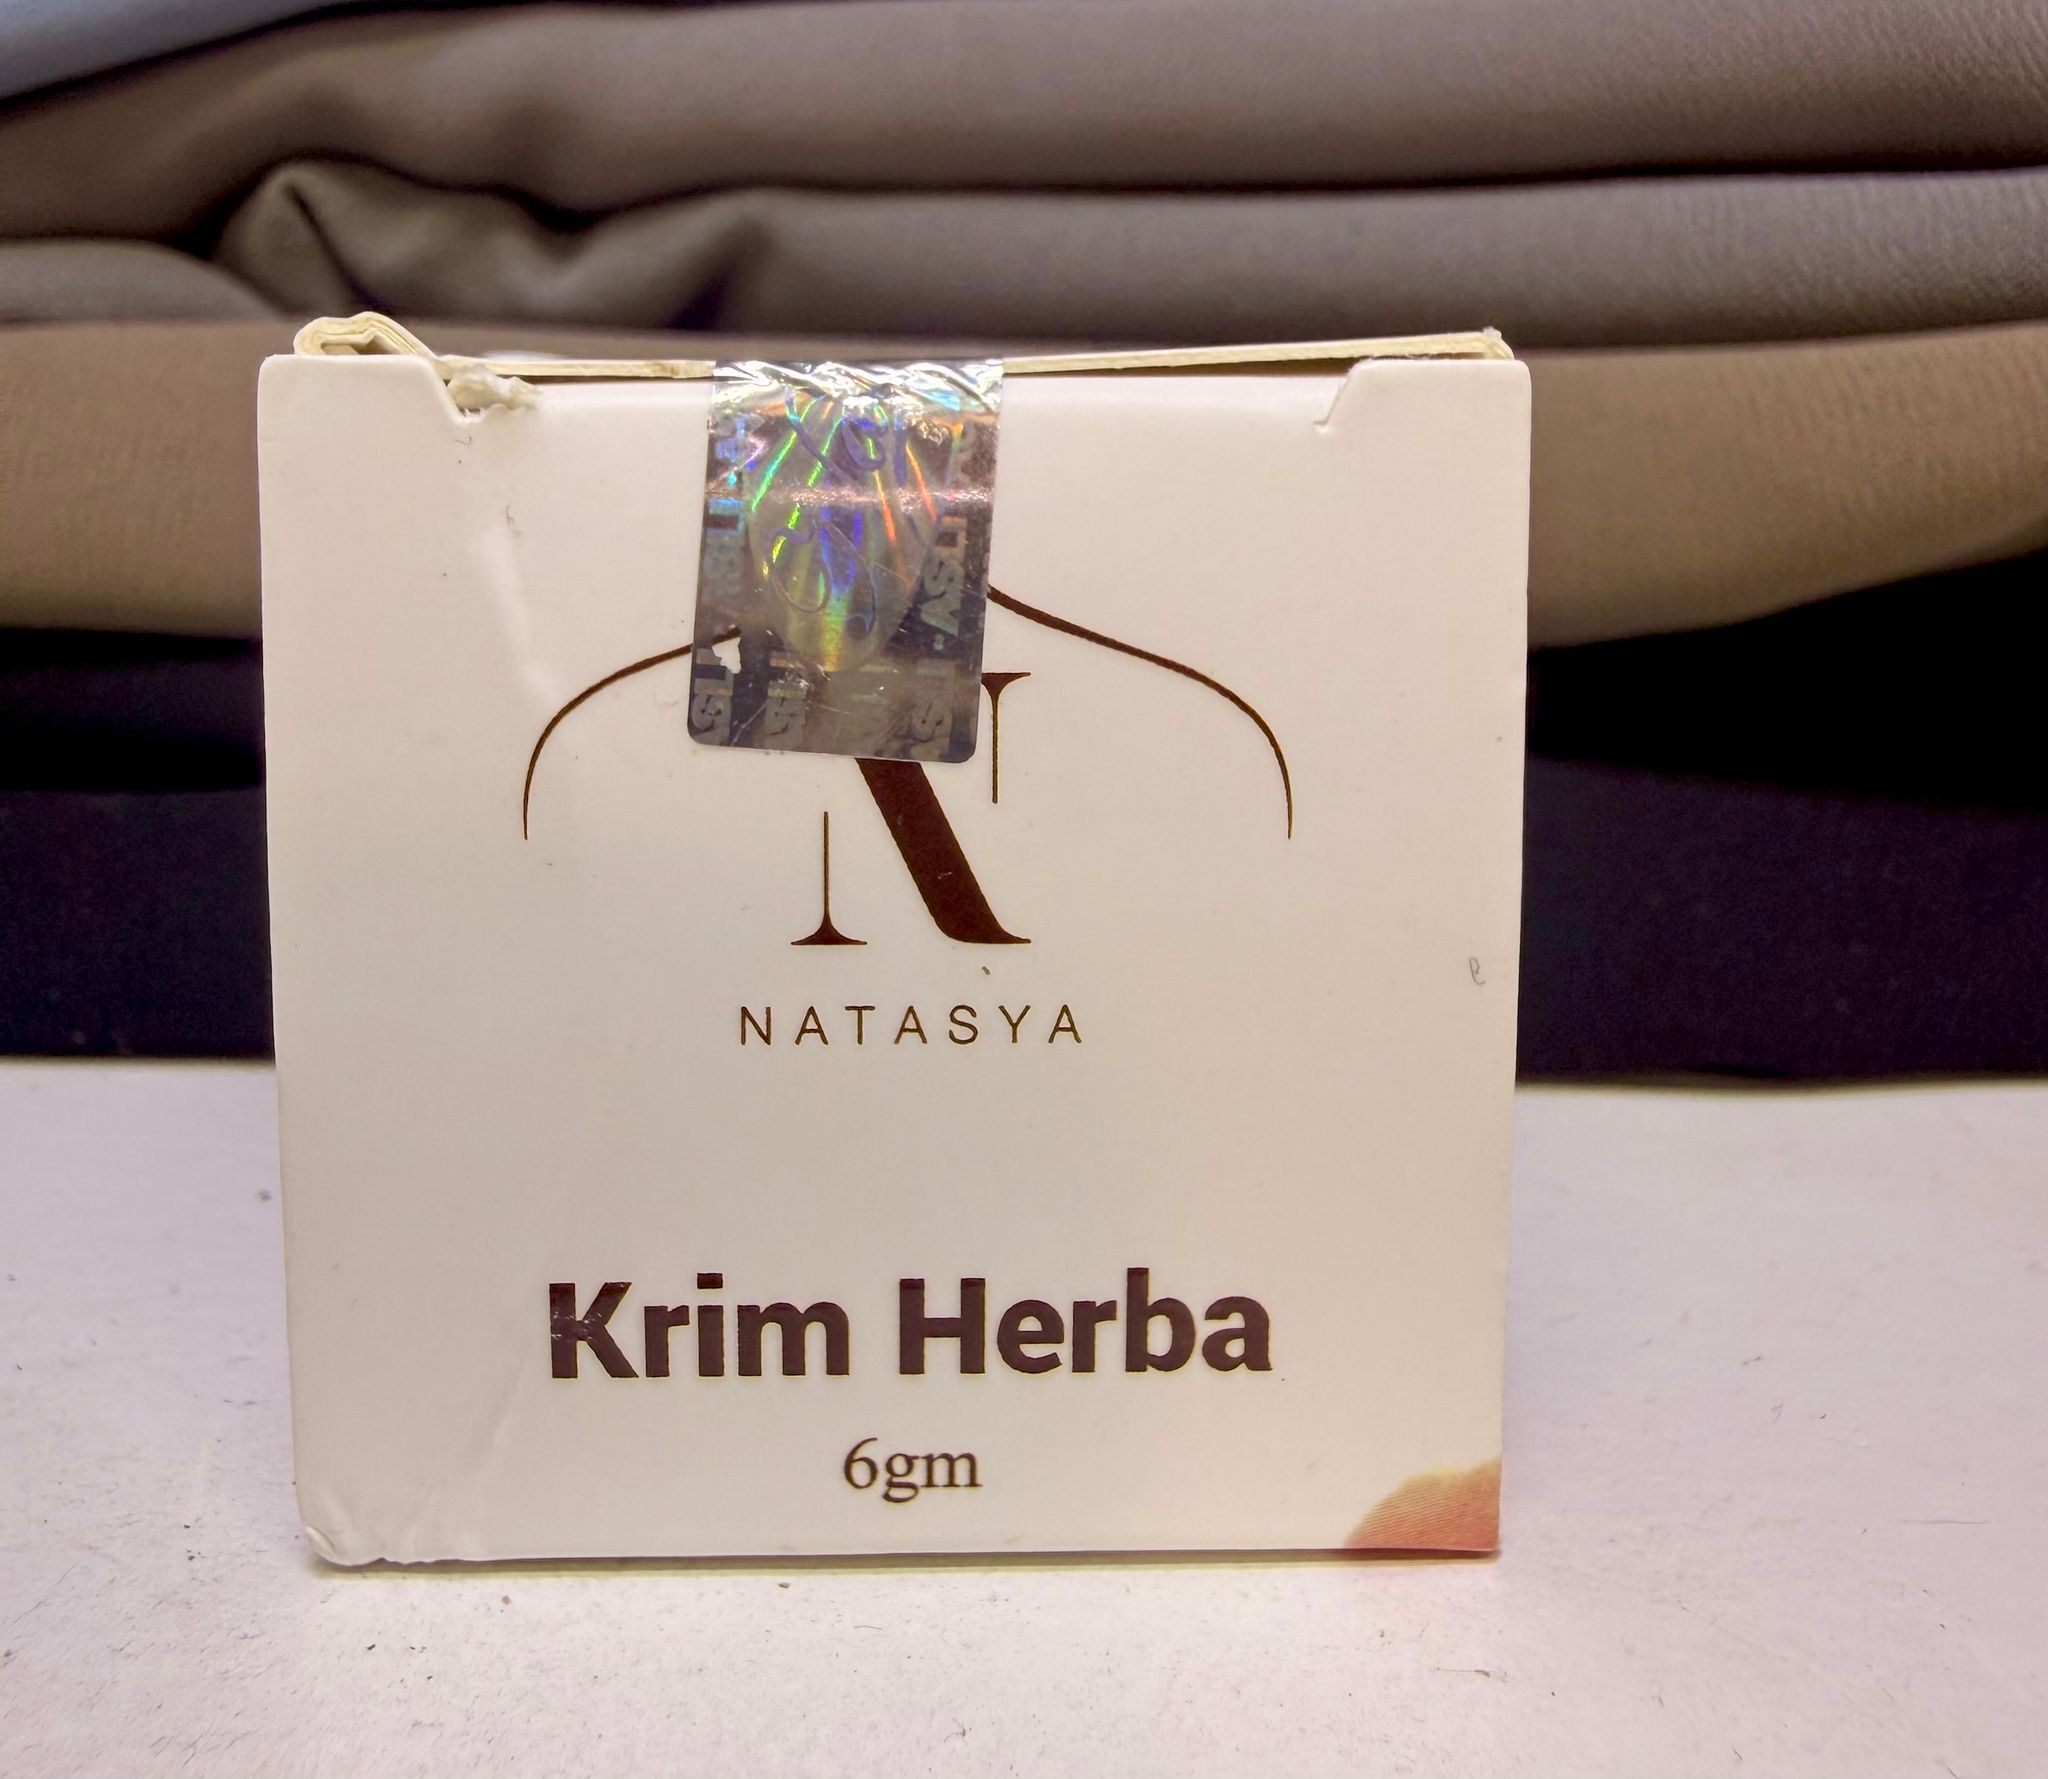 N
NATASYA
Krim Herba
6gm